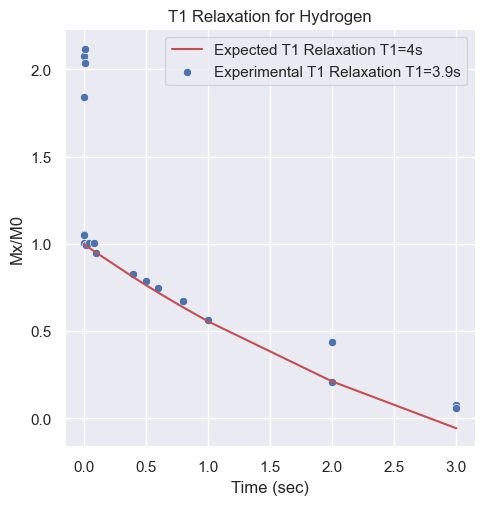 T1 Relaxation for Hydrogen
Expected T1 Relaxation T1=4s
Experimental T1 Relaxation T1=3.9s
2.0
1.5
1.0
0.5
0.0
Mx/M0
0.0 0.5 1.0 1.5 2.0 2.5 3.0
Time (sec)